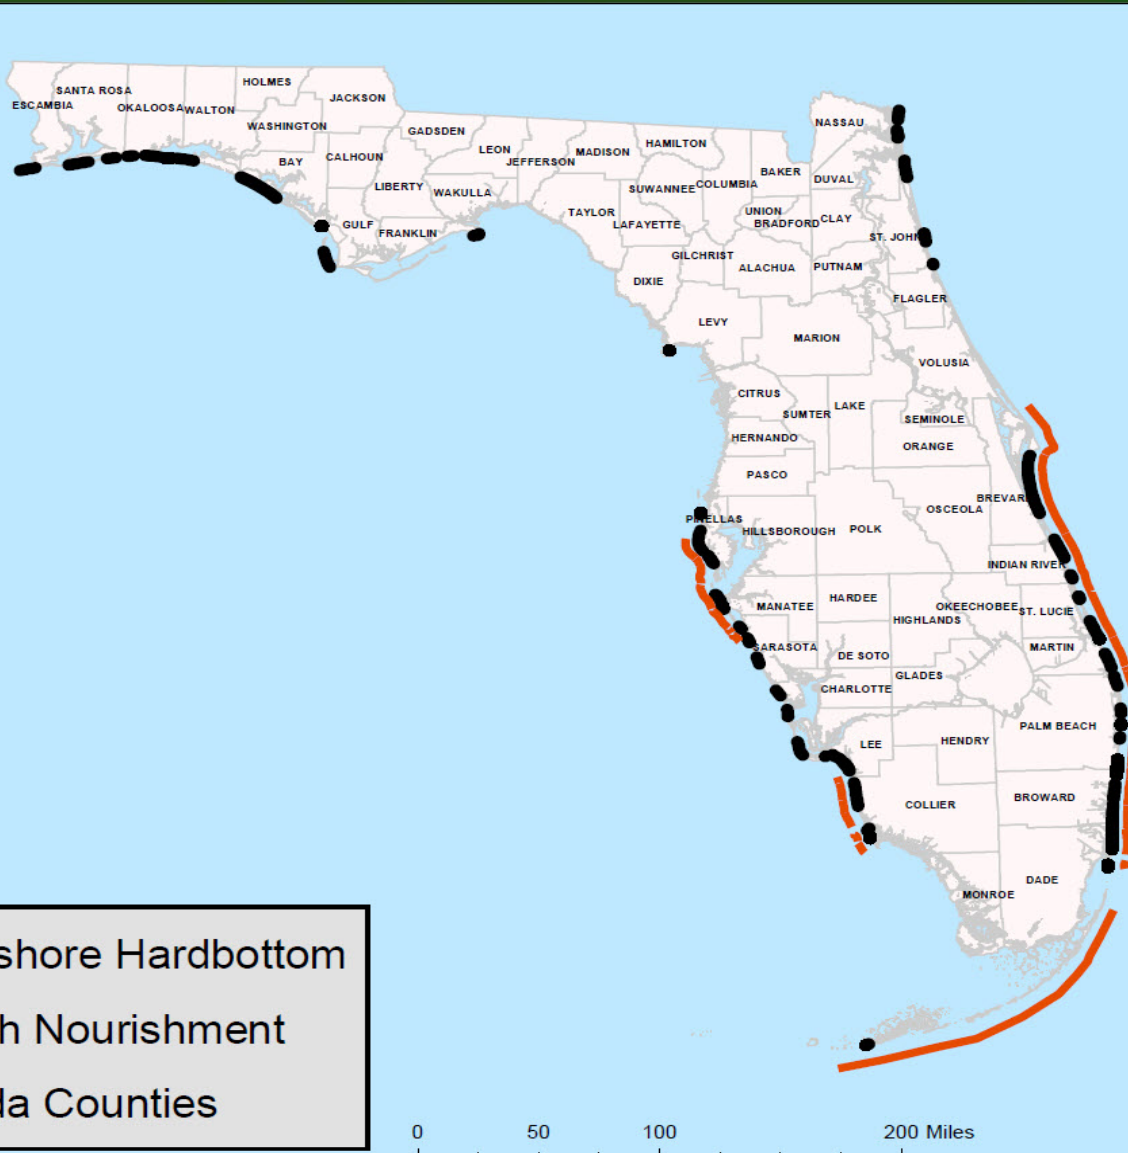 HOLMES
SANTA ROSA
JACKSON
ESCAMBIA
OKALOOSA
WALTON
WASHINGTON
GADSDEN
NASSAU
LEON
JEFFERSON
MADISON
HAMILTON
BAY
CALHOUN
BAKER
DUVAL
LIBERTY
WAKULLA
SUWANNEE
COLUMBIA
TAYLOR
UNION
LAFAYETTE
BRADFORD
CLAY
GULF
FRANKLIN
ST. JOHN
GILCHRIST
ALACHUA
PUTNAM
DIXIE
FLAGLER
LEVY
MARION
VOLUSIA
CITRUS
LAKE
SUMTER
SEMINOLE
HERNANDO
ORANGE
PASCO
BREVAR
OSCEOLA
PINELLAS
HILLSBOROUGH
POLK
INDIAN RIVER
MANATEE
HARDEE
OKEECHOBEE
ST. LUCIE
HIGHLANDS
SARASOTA
DE SOTO
MARTIN
GLADES
CHARLOTTE
PALM BEACH
LEE
HENDRY
COLLIER
BROWARD
DADE
MONROE
shore Hardbottom
h Nourishment
da Counties
0 50 100 200 Miles